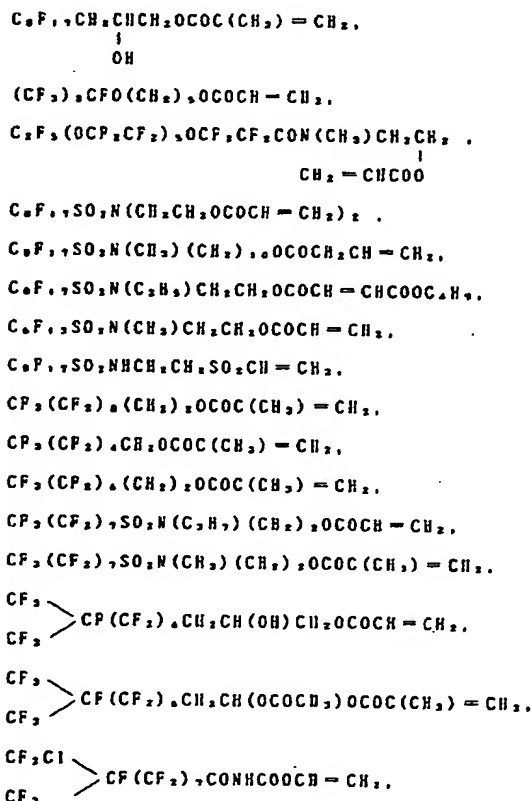 C₈F₁₇CH₂CHCH₂OCOC(CH₃)=CH₂,
OH
(CF₃)₂CFO(CH₂)₅OCOCH=CH₂,
C₂F₅(OCF₂CF₂)₅OCF₂CF₂CON(CH₃)CH₂CH₂ ,
CH₂=CHCOO
C₈F₁₇SO₂N(CH₂CH₂OCOCH=CH₂)₂ ,
C₈F₁₇SO₂N(CH₃)(CH₂)₁₀OCOCH₂CH=CH₂,
C₈F₁₇SO₂N(C₂H₅)CH₂CH₂OCOCH=CHCOOC₄H₉,
C₆F₁₃SO₂N(CH₃)CH₂CH₂OCOCH=CH₂,
C₈F₁₇SO₂NHCH₂CH₂SO₂CH=CH₂,
CF₃(CF₂)₈(CH₂)₂OCOC(CH₃)=CH₂,
CF₃(CF₂)₄CH₂OCOC(CH₃)=CH₂,
CF₃(CF₂)₆(CH₂)₂OCOC(CH₃)=CH₂,
CF₃(CF₂)₇SO₂N(C₃H₇)(CH₂)₂OCOCH=CH₂,
CF₃(CF₂)₇SO₂N(CH₃)(CH₂)₂OCOC(CH₃)=CH₂.
CF₃
CF(CF₂)₆CH₂CH(OH)CH₂OCOCH=CH₂,
CF₃
CF₃
CF(CF₂)₆CH₂CH(OCOCH₃)OCOC(CH₃)=CH₂,
CF₃
CF₂Cl
CF(CF₂)₇CONHCOOCH=CH₂,
CF₃